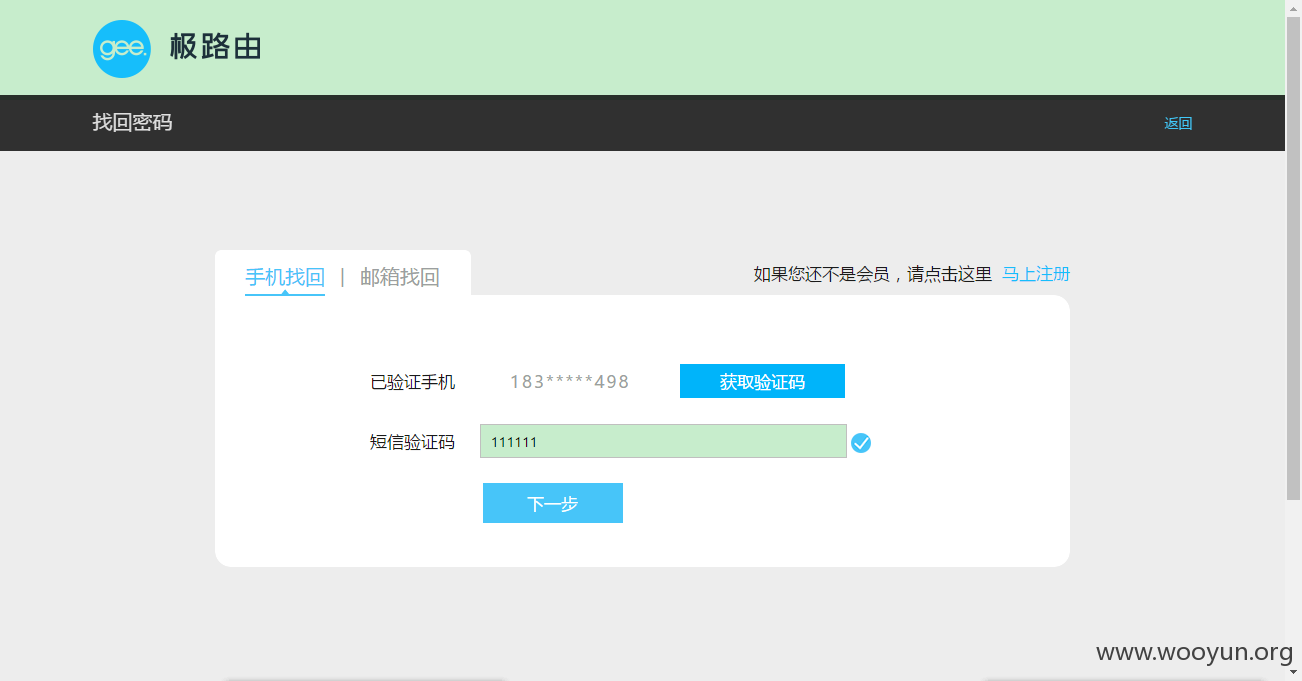 gee. 极路由
找回密码 返回
手机找回 | 邮箱找回 如果您还不是会员，请点击这里 马上注册
已验证手机 183*****498 获取验证码
短信验证码 111111
下一步
www.wooyun.org